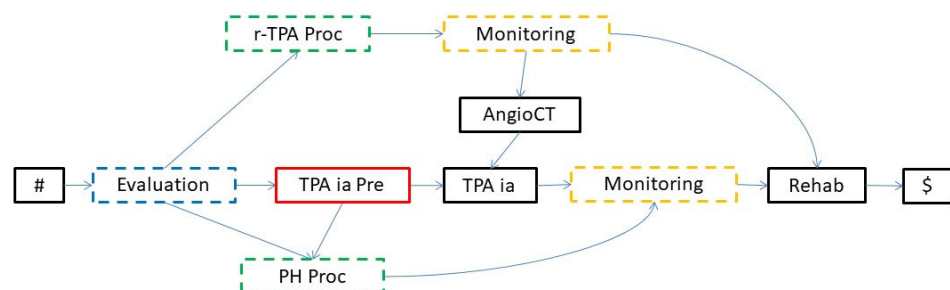 r-TPA Proc
Monitoring
AngioCT
#
Evaluation
TPA ia Pre
TPA ia
Monitoring
Rehab
$
PH Proc